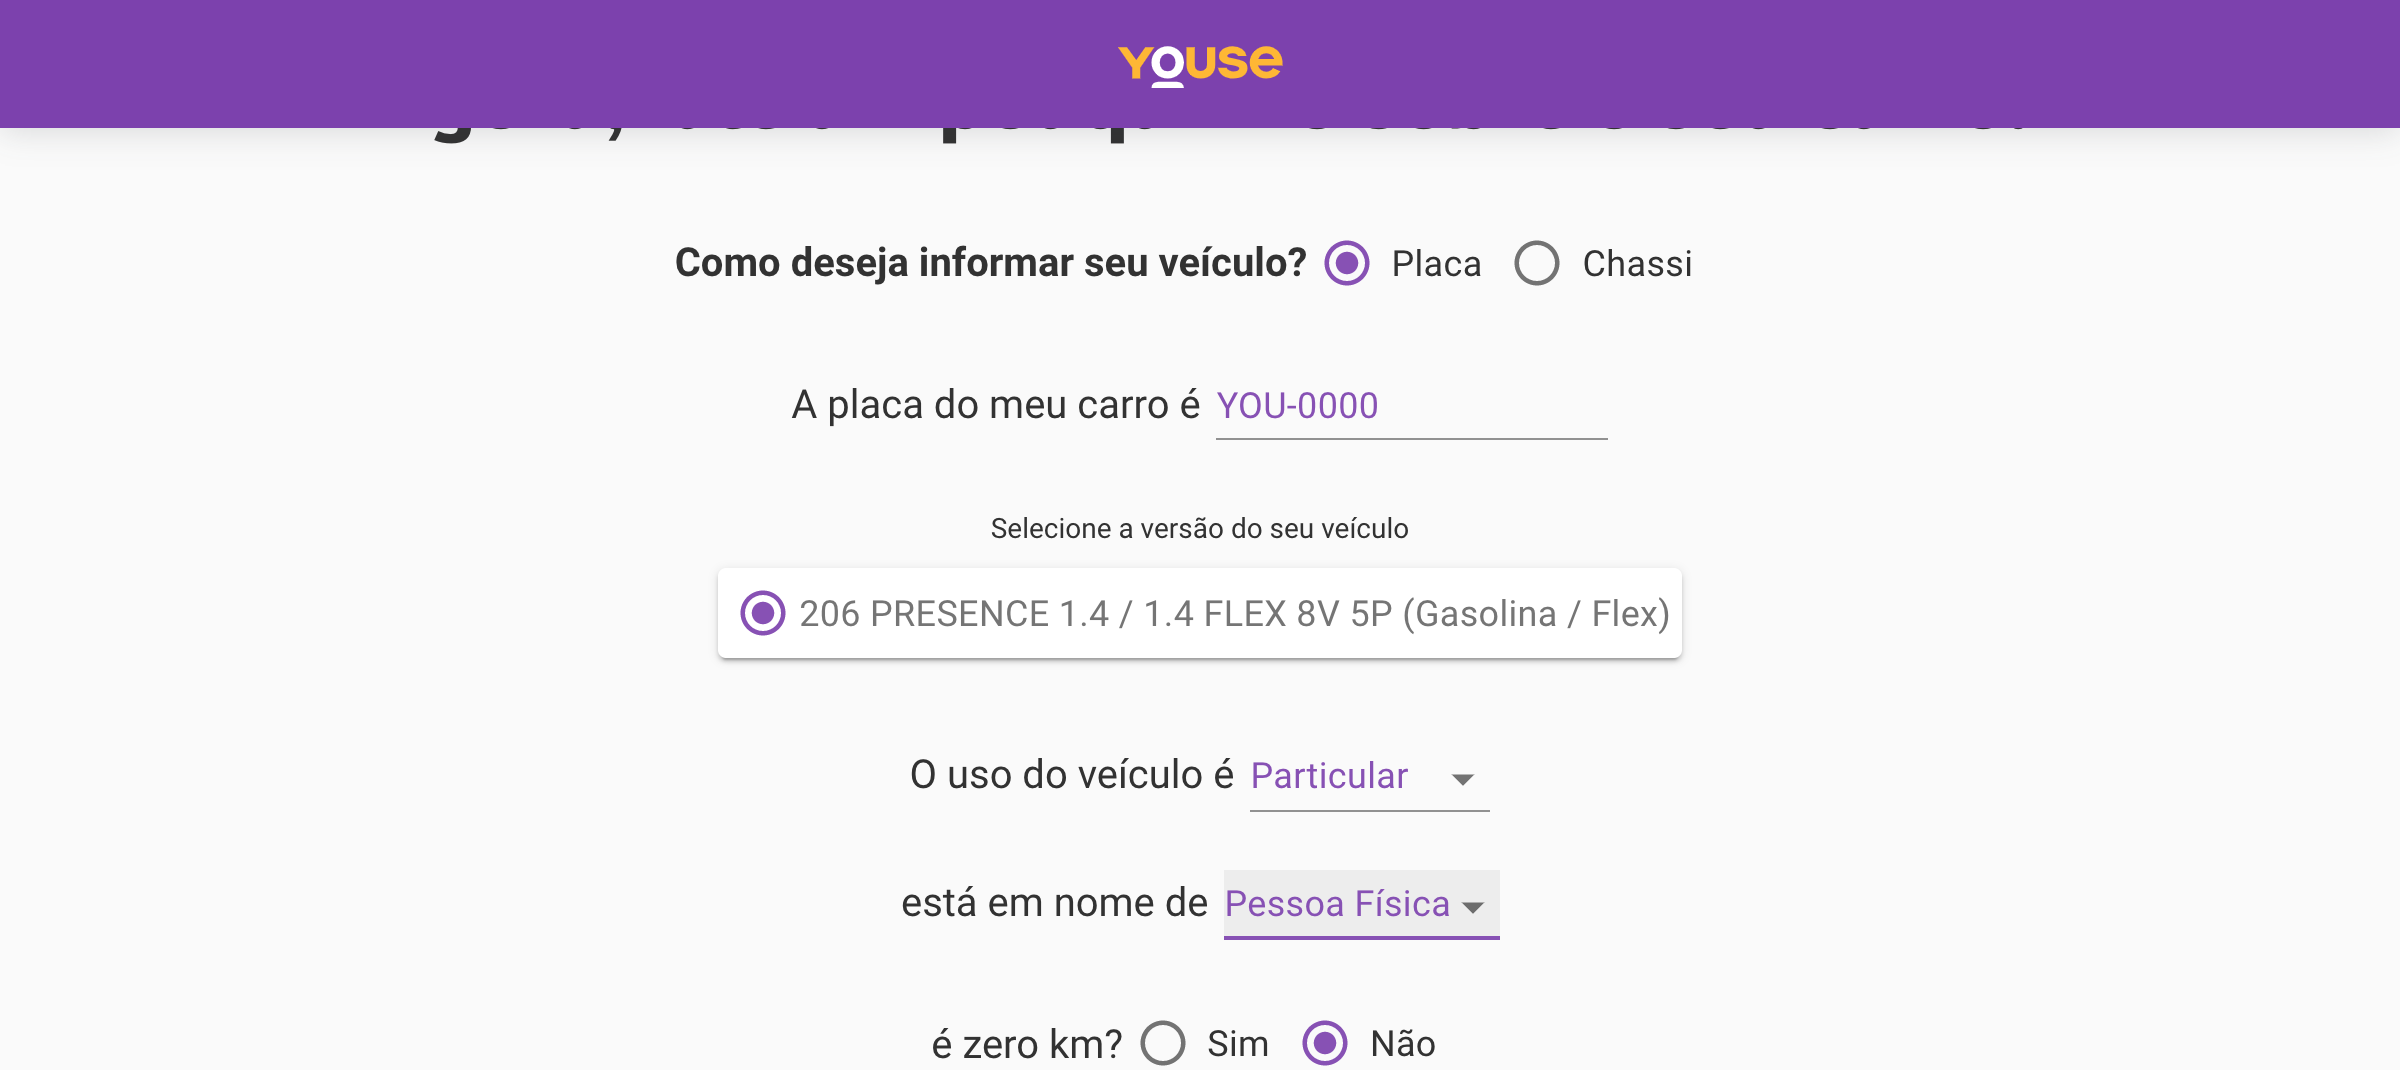 YOUSE
Como deseja informar seu veículo? Placa Chassi
A placa do meu carro é YOU-0000
Selecione a versão do seu veículo
206 PRESENCE 1.4 / 1.4 FLEX 8V 5P (Gasolina / Flex)
O uso do veículo é Particular
está em nome de Pessoa Física
é zero km? Sim Não